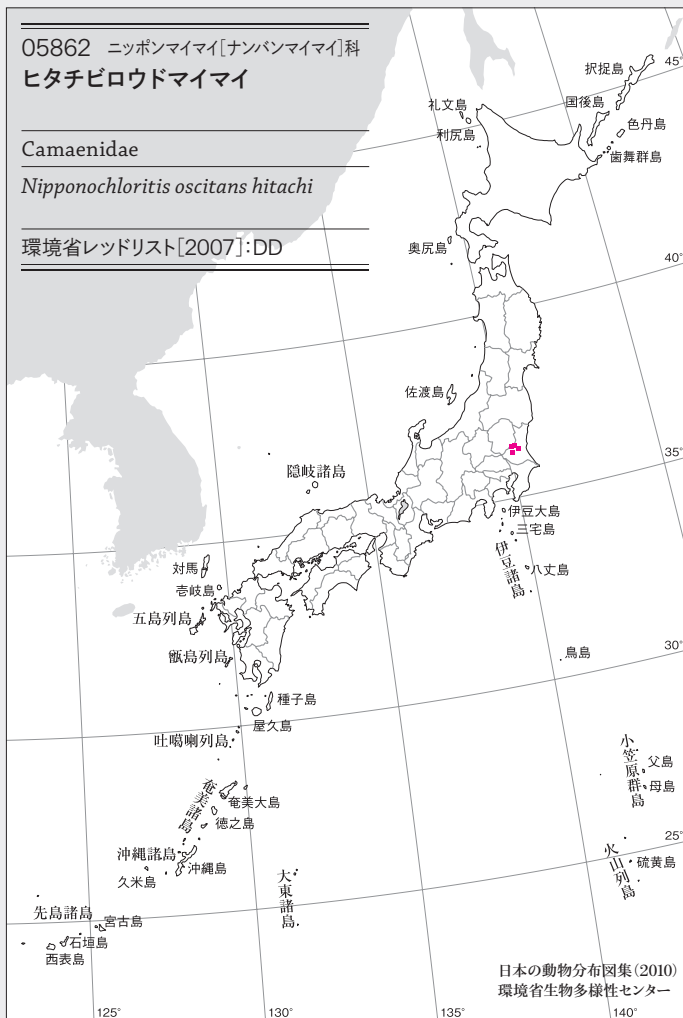 05862 ニッポンマイマイ[ナンバンマイマイ]科
ヒタチビロウドマイマイ
Camaenidae
Nipponochloritis oscitans hitachi
環境省レッドリスト[2007]:DD
択捉島
45°
礼文島
国後島
色丹島
利尻島
歯舞群島
奥尻島
40°
佐渡島
35°
隠岐諸島
伊豆大島
三宅島
八丈島
伊豆諸島
対馬
壱岐島
五島列島
甑島列島
鳥島
30°
種子島
屋久島
吐噶喇列島
小笠原群島
父島
母島
奄美諸島
奄美大島
徳之島
25°
沖縄諸島
沖縄島
久米島
火山列島
硫黄島
大東諸島
先島諸島
宮古島
石垣島
西表島
日本の動物分布図集(2010)
環境省生物多様性センター
125°
130°
135°
140°